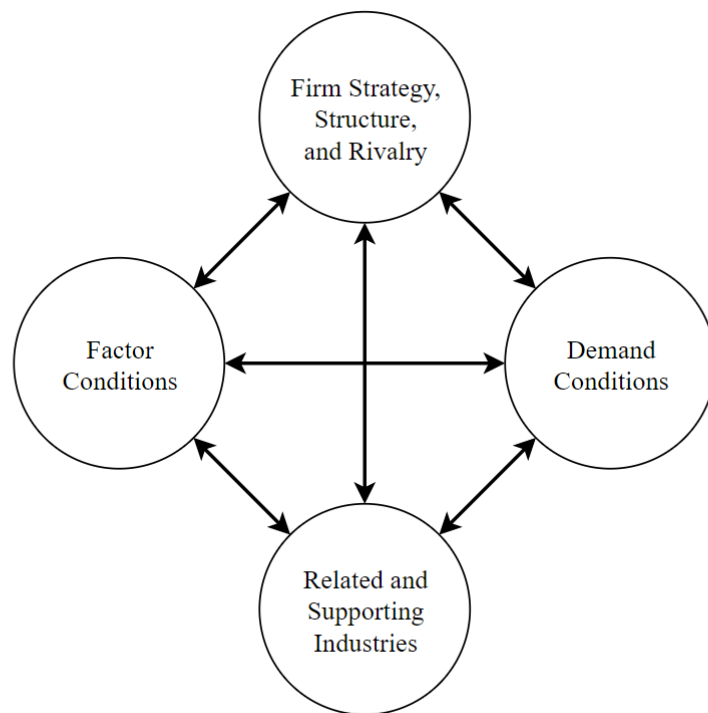 Firm Strategy,
Structure,
and Rivalry
Factor
Conditions
Demand
Conditions
Related and
Supporting
Industries